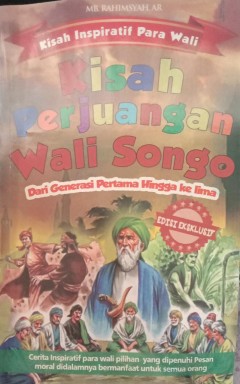 MB. RAHIMSYAH. AR
Kisah Inspiratif Para Wali
Kisah
Perjuangan
Wali Songo
Dari Generasi Pertama Hingga ke lima
EDISI EKSKLUSIF
Cerita Inspiratif para wali pilihan yang dipenuhi Pesan
moral didalamnya bermanfaat untuk semua orang